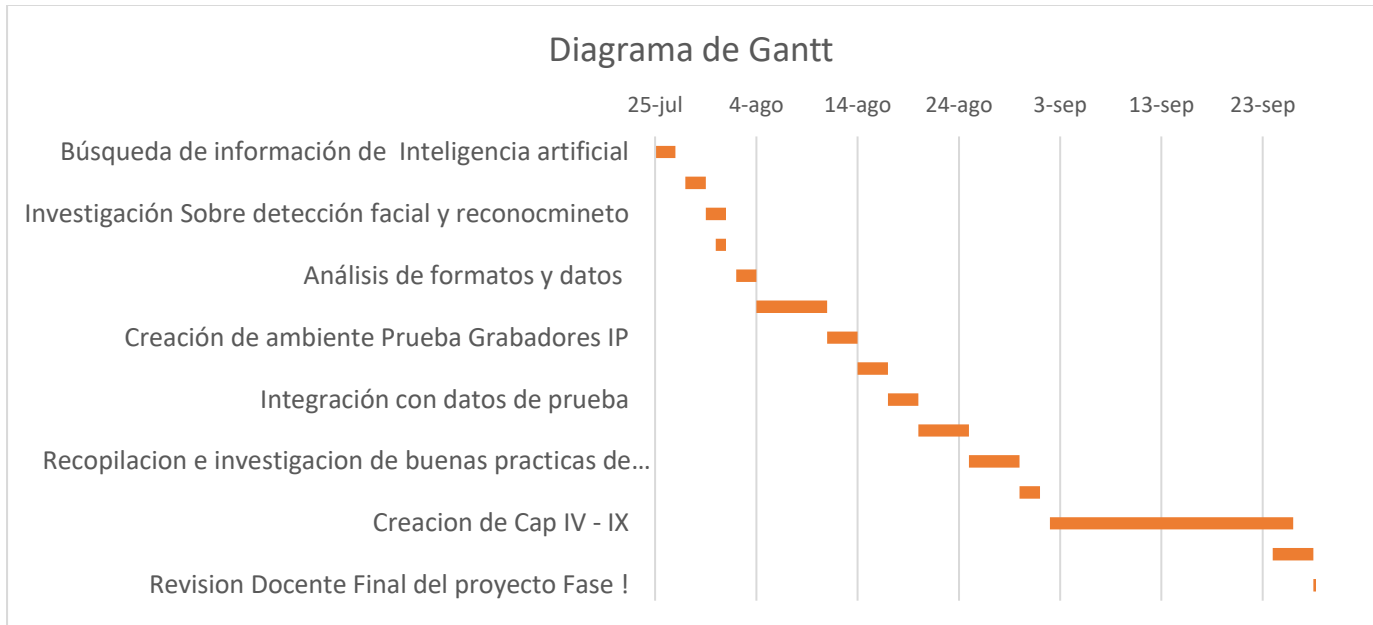 Diagrama de Gantt
25-jul 4-ago 14-ago 24-ago 3-sep 13-sep 23-sep
Búsqueda de información de  Inteligencia artificial
Investigación Sobre detección facial y reconocmineto
Análisis de formatos y datos
Creación de ambiente Prueba Grabadores IP
Integración con datos de prueba
Recopilacion e investigacion de buenas practicas de...
Creacion de Cap IV - IX
Revision Docente Final del proyecto Fase !